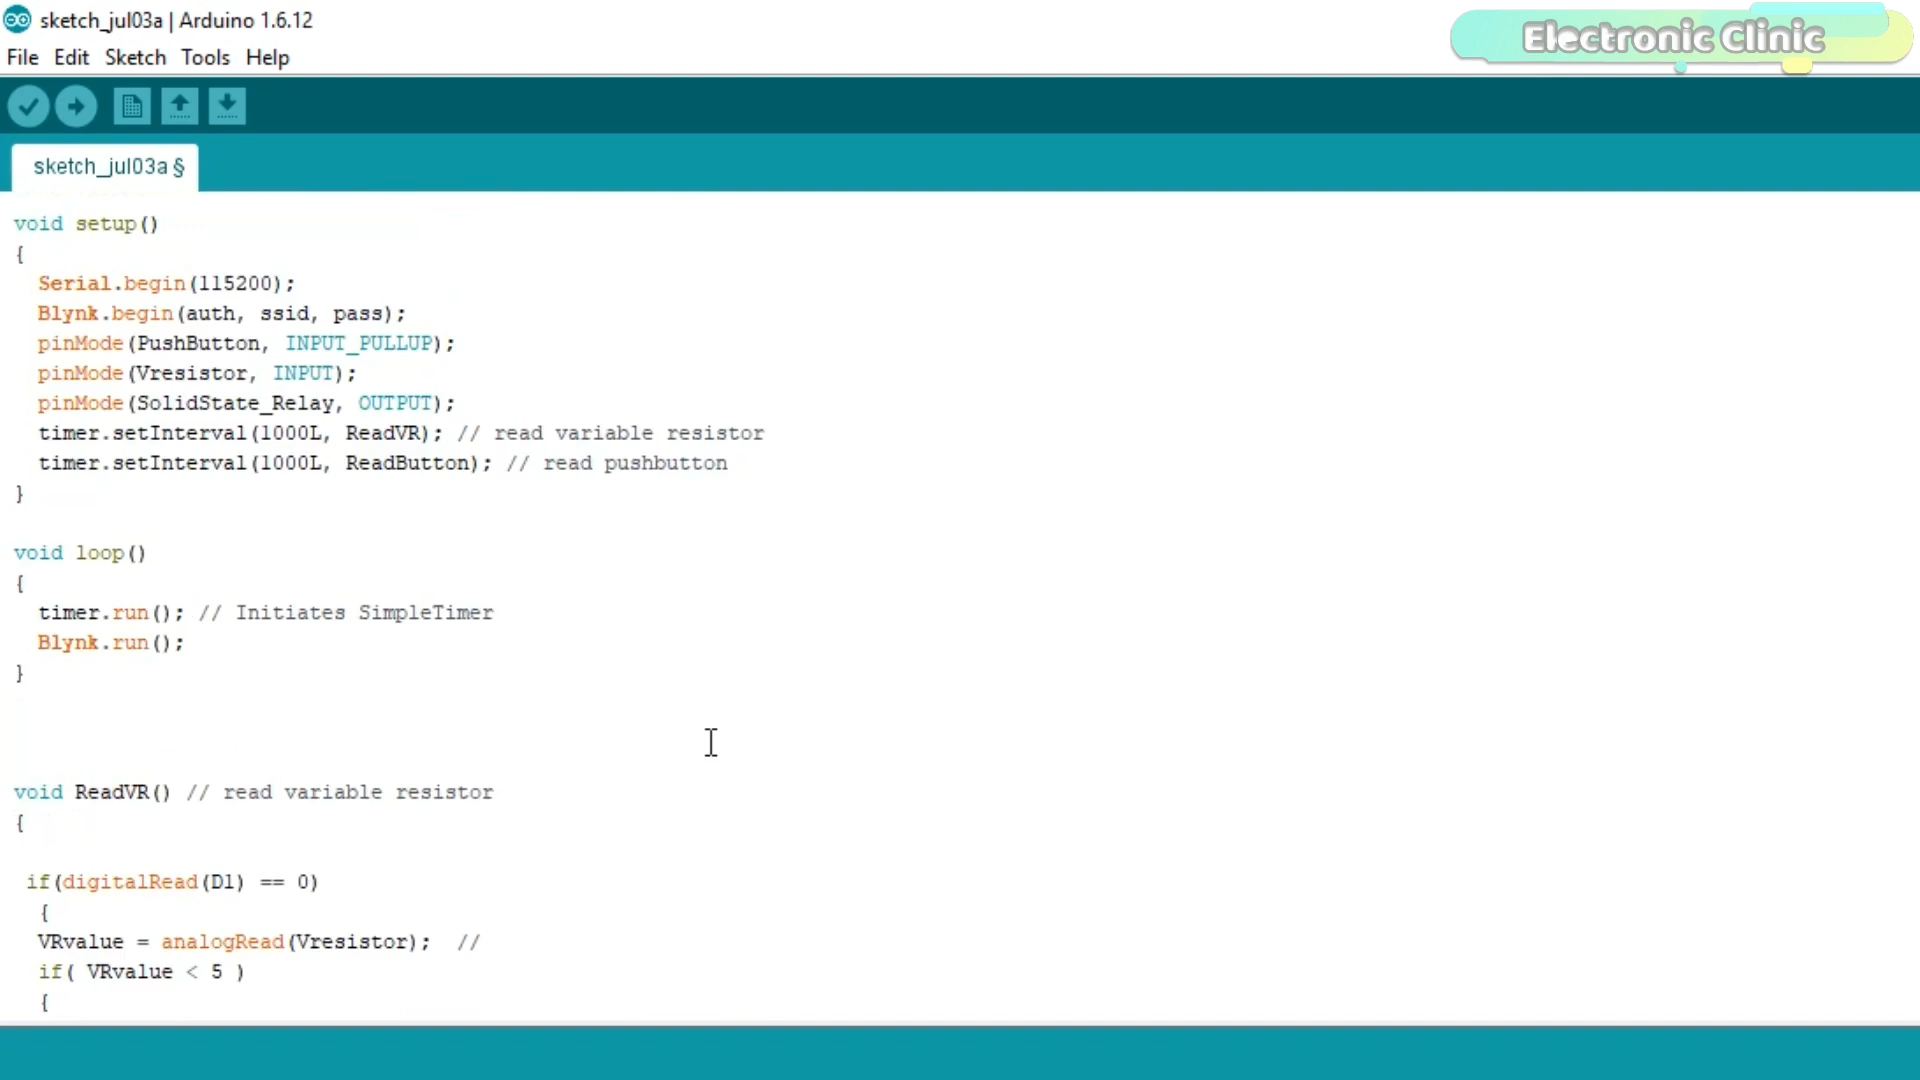 sketch_jul03a | Arduino 1.6.12
Electronic Clinic
File Edit Sketch Tools Help
sketch_jul03a §
void setup()
{
Serial.begin(115200);
Blynk.begin(auth, ssid, pass);
pinMode(PushButton, INPUT_PULLUP);
pinMode(Vresistor, INPUT);
pinMode(SolidState_Relay, OUTPUT);
timer.setInterval(1000L, ReadVR); // read variable resistor
timer.setInterval(1000L, ReadButton); // read pushbutton
}
void loop()
{
timer.run(); // Initiates SimpleTimer
Blynk.run();
}
void ReadVR() // read variable resistor
{
if(digitalRead(D1) == 0)
{
VRvalue = analogRead(Vresistor); //
if( VRvalue < 5 )
{